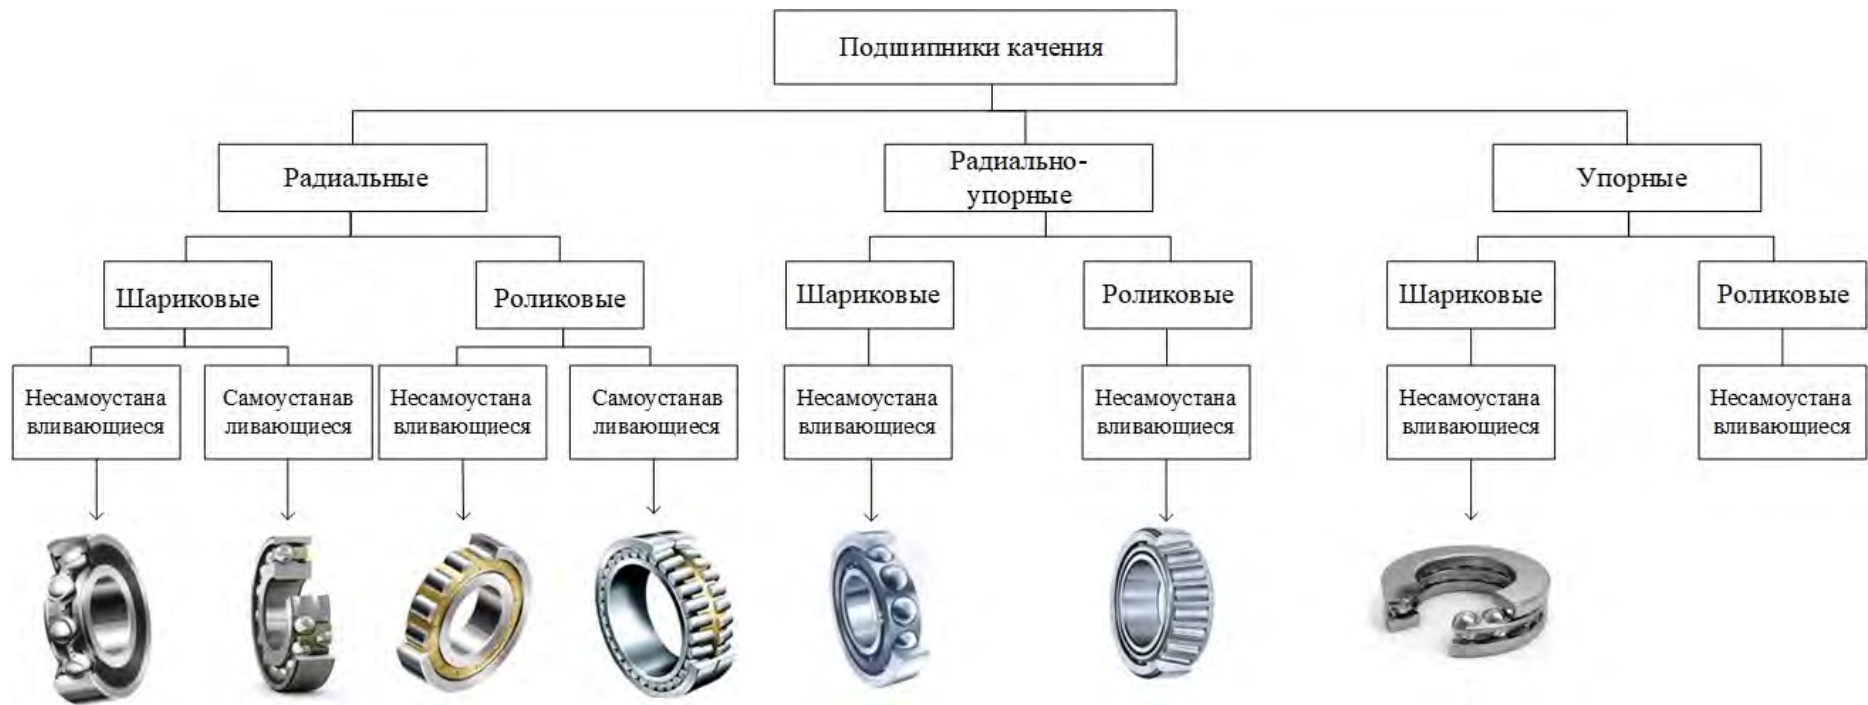 Подшипники качения
Радиальные
Радиально-
упорные
Упорные
Шариковые
Роликовые
Шариковые
Роликовые
Шариковые
Роликовые
Несамоустана
вливающиеся
Самоустанав
ливающиеся
Несамоустана
вливающиеся
Самоустанав
ливающиеся
Несамоустана
вливающиеся
Несамоустана
вливающиеся
Несамоустана
вливающиеся
Несамоустана
вливающиеся